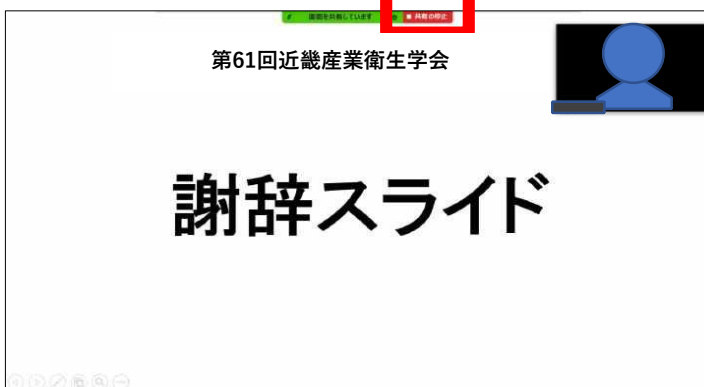 画面を共有しています
共有の停止
第61回近畿産業衛生学会
謝辞スライド